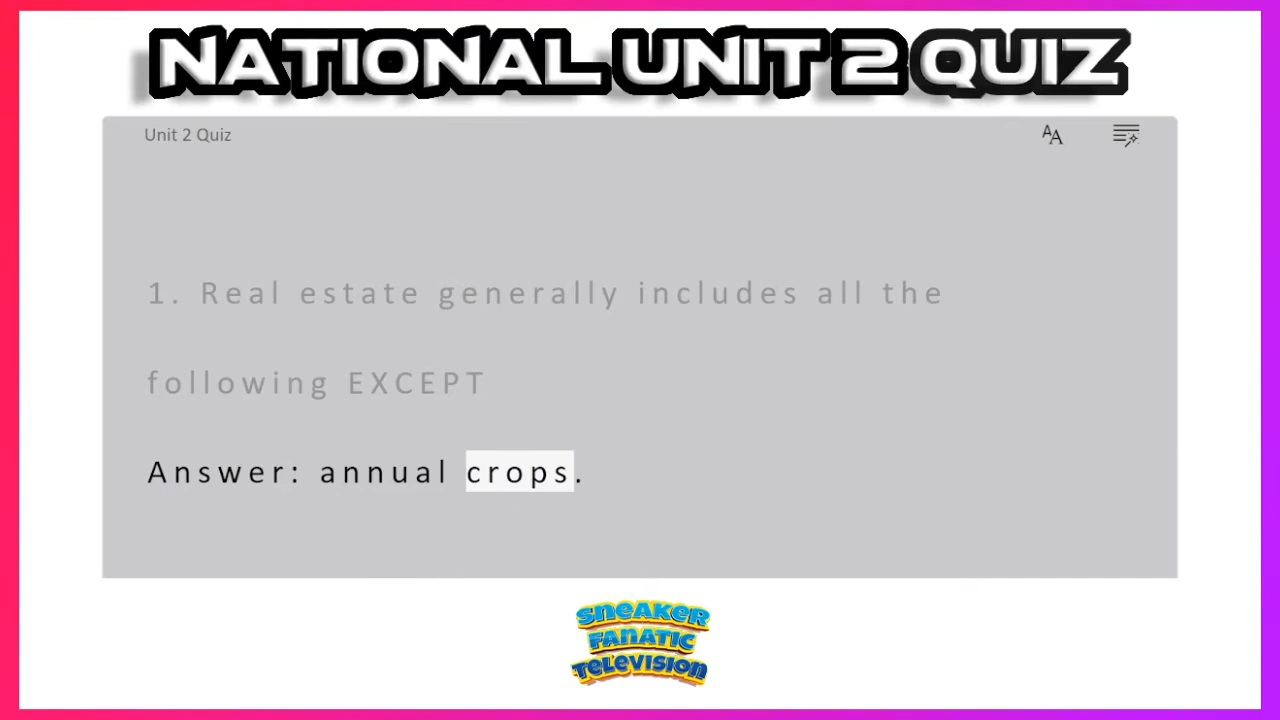 NATIONAL UNIT 2 QUIZ
Unit 2 Quiz
1. Real estate generally includes all the
following EXCEPT
Answer: annual crops.
SNEAKER
FANATIC
TELEVISION